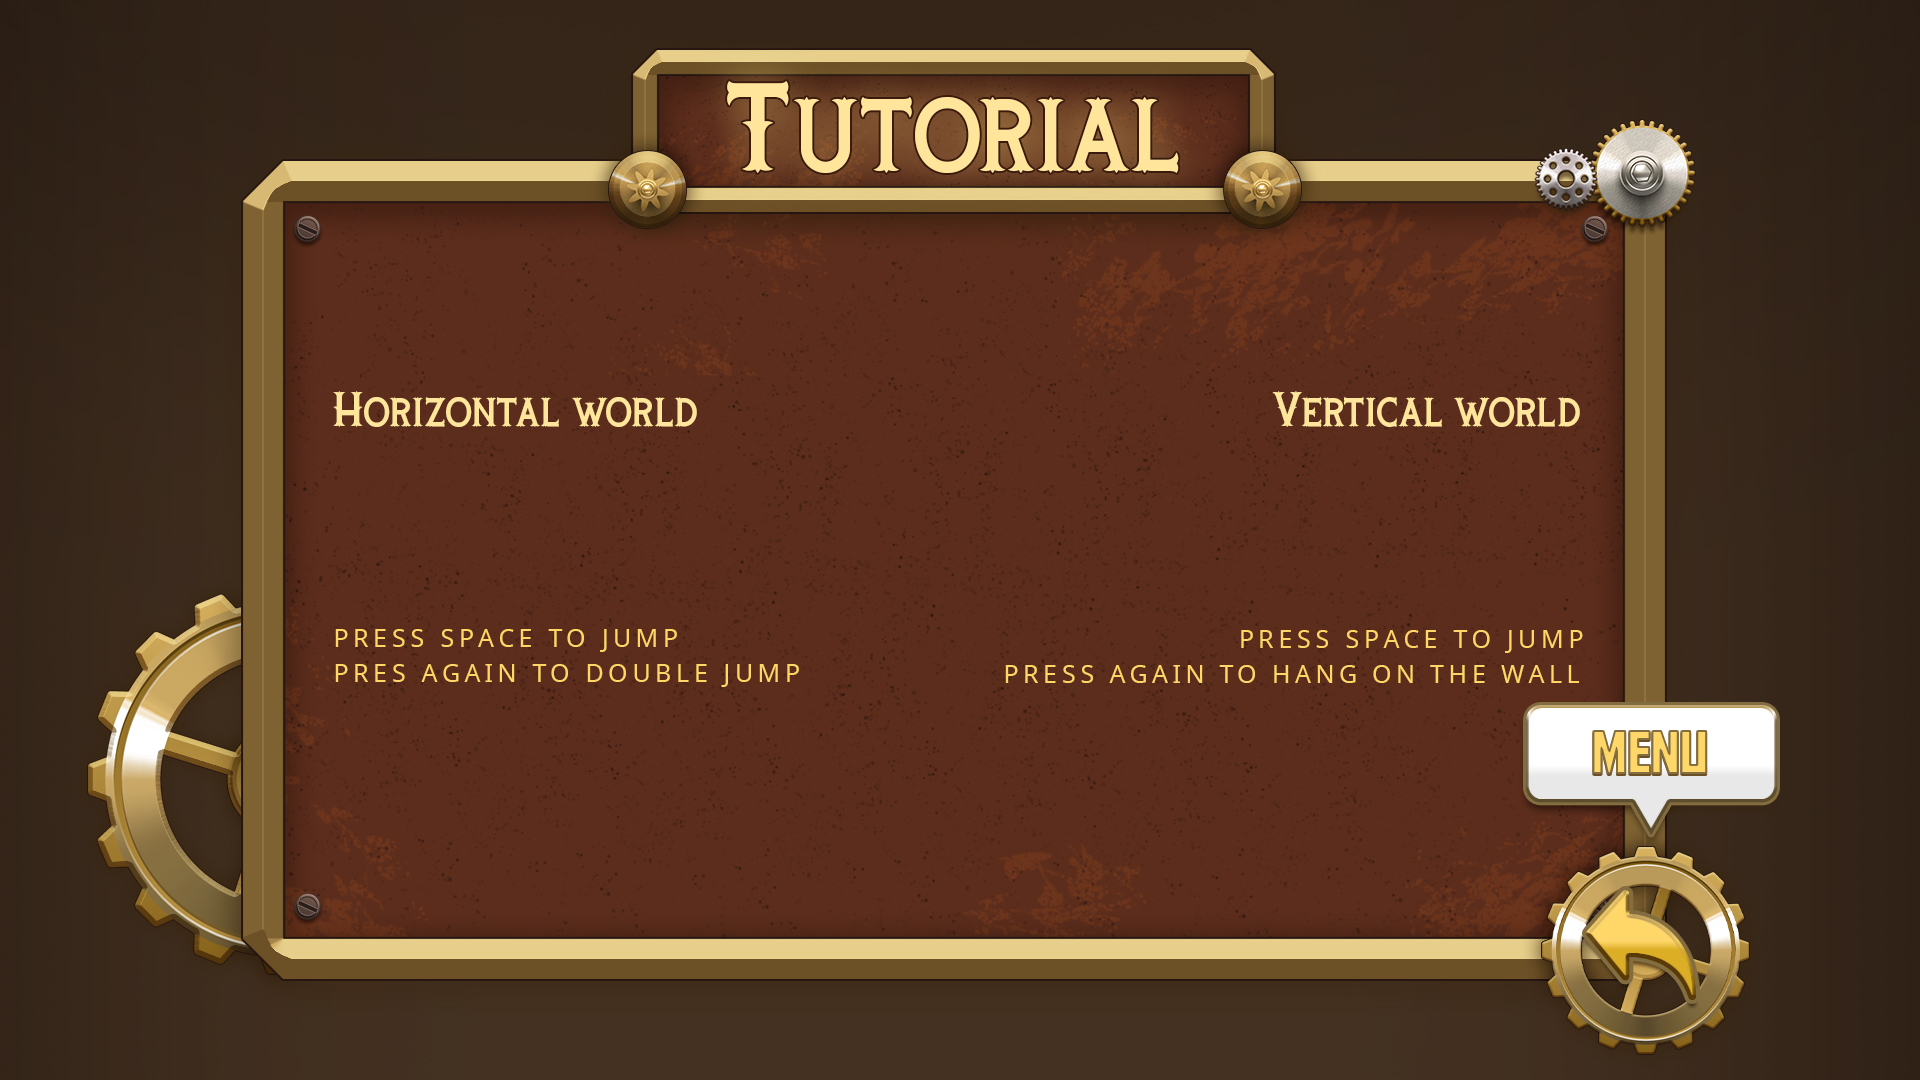 Tutorial
Horizontal world
Vertical world
PRESS SPACE TO JUMP
PRES AGAIN TO DOUBLE JUMP
PRESS SPACE TO JUMP
PRESS AGAIN TO HANG ON THE WALL
MENU